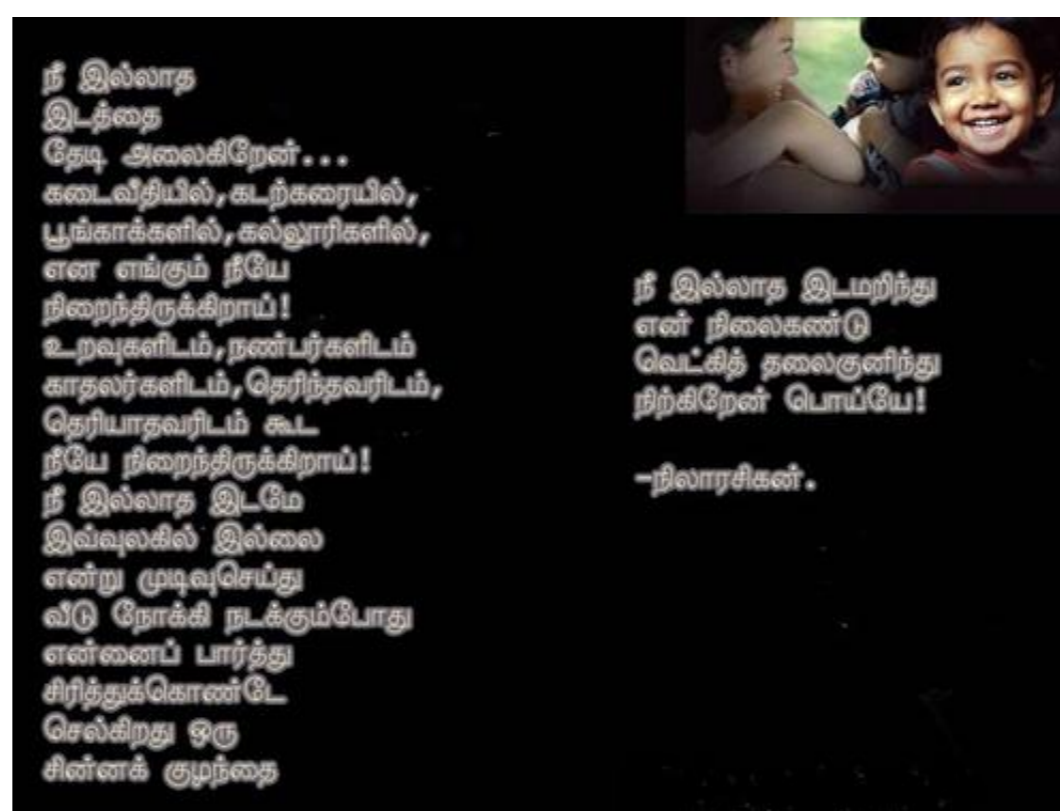 நீ இல்லாத
இடத்தை
தேடி அலைகிறேன்...
கடைவீதியில்,கடற்கரையில்,
பூங்காக்களில்,கல்லூரிகளில்,
என எங்கும் நீயே
நிறைந்திருக்கிறாய்!
உறவுகளிடம்,நண்பர்களிடம்
காதலர்களிடம்,தெரிந்தவரிடம்,
தெரியாதவரிடம் கூட
நீயே நிறைந்திருக்கிறாய்!
நீ இல்லாத இடமே
இவ்வுலகில் இல்லை
என்று முடிவுசெய்து
வீடு நோக்கி நடக்கும்போது
என்னைப் பார்த்து
சிரித்துக்கொண்டே
செல்கிறது ஒரு
சின்னக் குழந்தை
நீ இல்லாத இடமறிந்து
என் நிலைகண்டு
வெட்கித் தலைகுனிந்து
நிற்கிறேன் பொய்யே!
-நிலாரசிகன்.